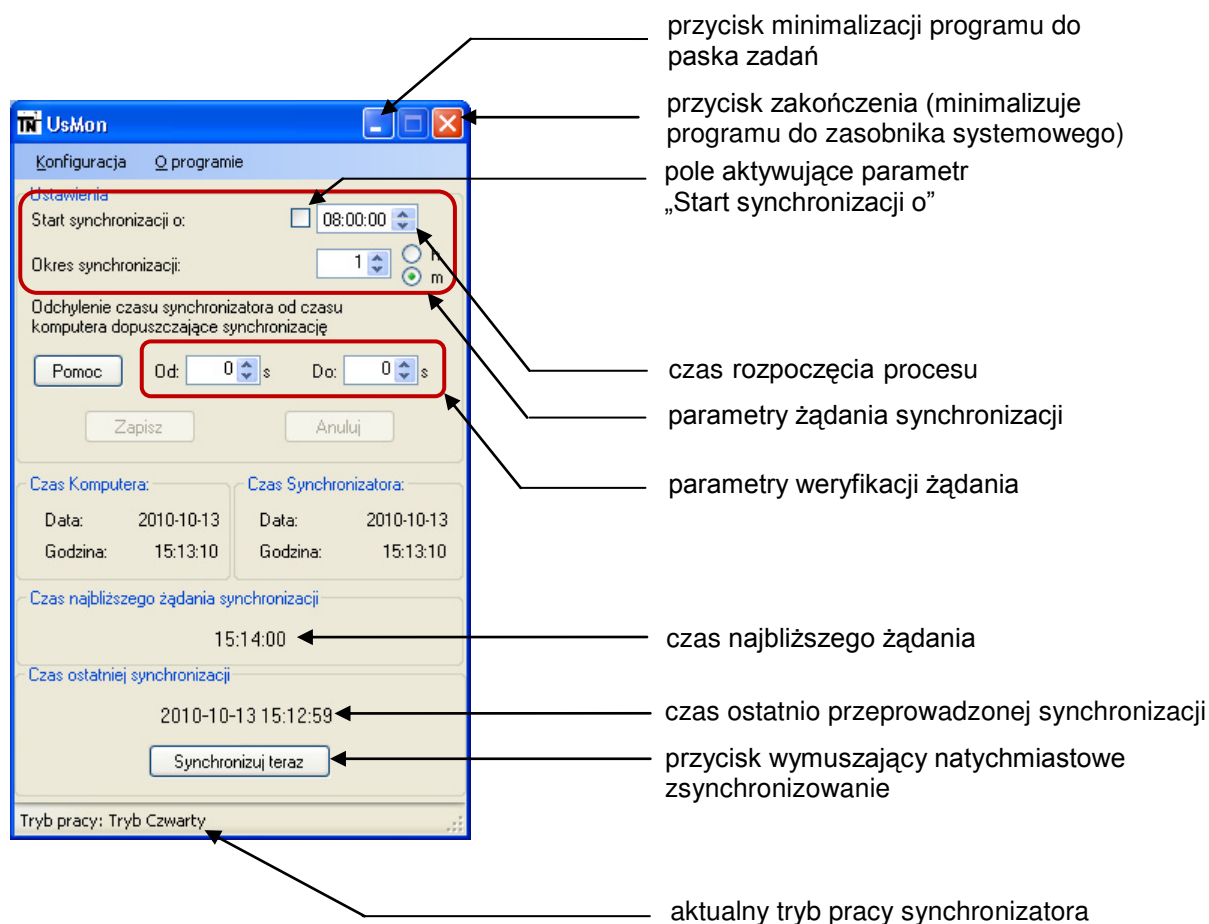 przycisk minimalizacji programu do
paska zadań
przycisk zakończenia (minimalizuje
programu do zasobnika systemowego)
pole aktywujące parametr
„Start synchronizacji o”
czas rozpoczęcia procesu
parametry żądania synchronizacji
parametry weryfikacji żądania
czas najbliższego żądania
czas ostatnio przeprowadzonej synchronizacji
przycisk wymuszający natychmiastowe
zsynchronizowanie
aktualny tryb pracy synchronizatora
TN UsMon
Konfiguracja O programie
Ustawienia
Start synchronizacji o: 08:00:00
Okres synchronizacji: 1 h
m
Odchylenie czasu synchronizatora od czasu
komputera dopuszczające synchronizację
Pomoc Od: 0 s Do: 0 s
Zapisz Anuluj
Czas Komputera: Czas Synchronizatora:
Data: 2010-10-13 Data: 2010-10-13
Godzina: 15:13:10 Godzina: 15:13:10
Czas najbliższego żądania synchronizacji
15:14:00
Czas ostatniej synchronizacji
2010-10-13 15:12:59
Synchronizuj teraz
Tryb pracy: Tryb Czwarty